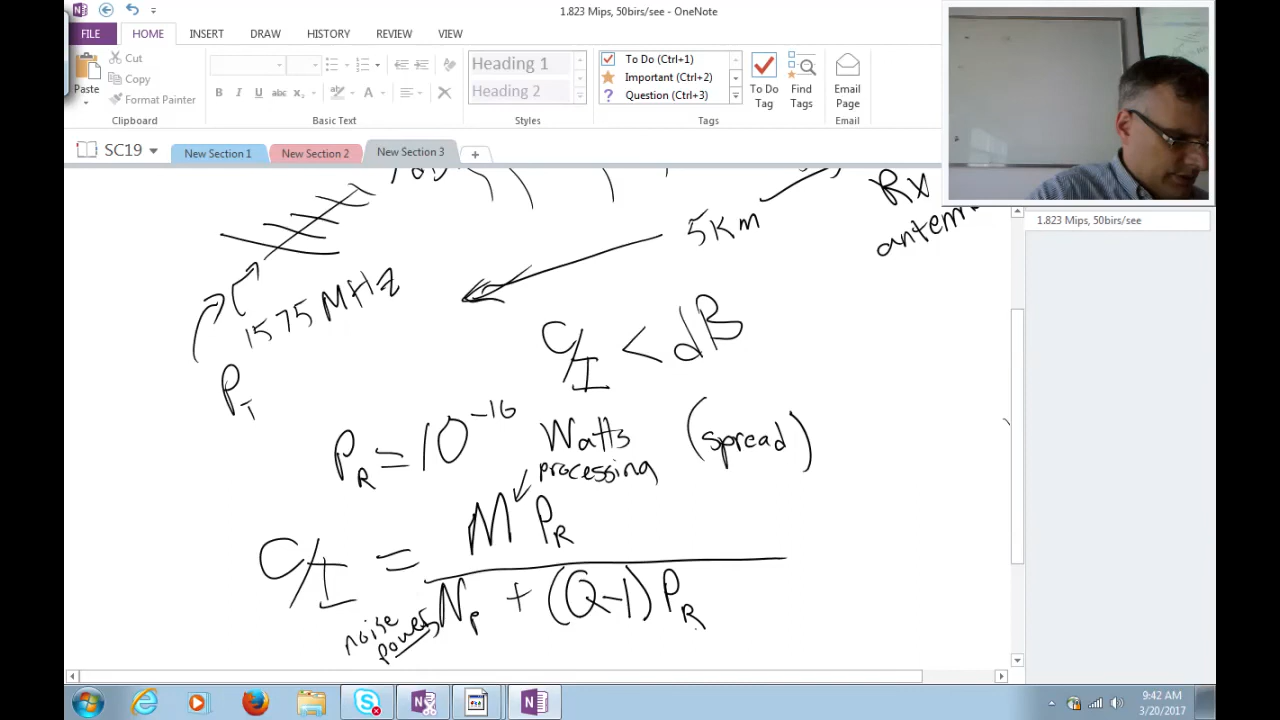 1.823 Mips, 50birs/see - OneNote
FILE
HOME
INSERT
DRAW
HISTORY
REVIEW
VIEW
Paste
Cut
Copy
Format Painter
Clipboard
B I U abc X₂ A
Basic Text
Heading 1
Heading 2
Styles
To Do (Ctrl+1)
Important (Ctrl+2)
Question (Ctrl+3)
Tags
To Do Tag
Find Tags
Email Page
Email
SC19
New Section 1
New Section 2
New Section 3
1.823 Mips, 50birs/see
Rx
5Km
1575 MHz
P_T
C/I < dB
P_R = 10^-16 Watts (spread)
processing
C/I = M P_R
N_P + (Q-1) P_R
noise
power
9:42 AM
3/20/2017